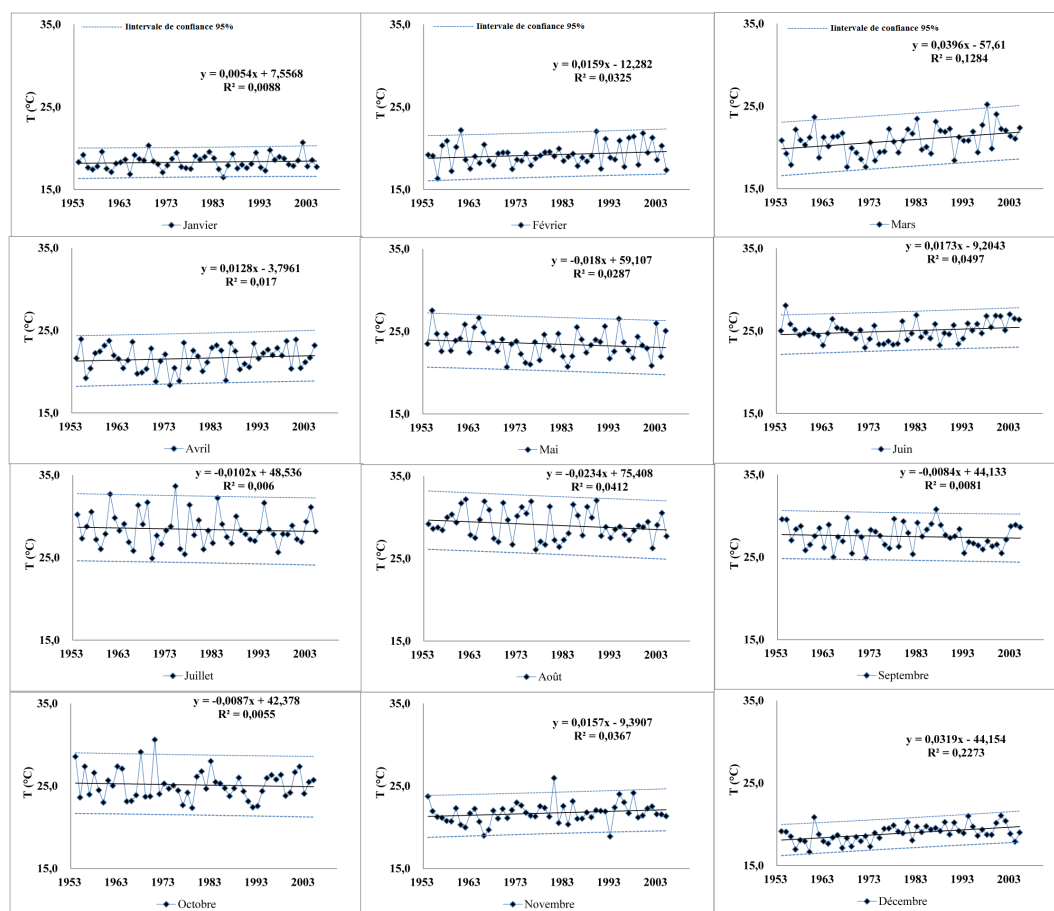 35,0
Iintervale de confiance 95%
y = 0,0054x + 7,5568
R² = 0,0088
T (°C)
25,0
15,0
1953 1963 1973 1983 1993 2003
Janvier
35,0
Iintervale de confiance 95%
y = 0,0159x - 12,282
R² = 0,0325
T (°C)
25,0
15,0
1953 1963 1973 1983 1993 2003
Février
35,0
Iintervale de confiance 95%
y = 0,0396x - 57,61
R² = 0,1284
T (°C)
25,0
15,0
1953 1963 1973 1983 1993 2003
Mars
35,0
y = 0,0128x - 3,7961
R² = 0,017
T (°C)
25,0
15,0
1953 1963 1973 1983 1993 2003
Avril
35,0
y = -0,018x + 59,107
R² = 0,0287
T (°C)
25,0
15,0
1953 1963 1973 1983 1993 2003
Mai
35,0
y = 0,0173x - 9,2043
R² = 0,0497
T (°C)
25,0
15,0
1953 1963 1973 1983 1993 2003
Juin
35,0
y = -0,0102x + 48,536
R² = 0,006
T (°C)
25,0
15,0
1953 1963 1973 1983 1993 2003
Juillet
35,0
y = -0,0234x + 75,408
R² = 0,0412
T (°C)
25,0
15,0
1953 1963 1973 1983 1993 2003
Août
35,0
y = -0,0084x + 44,133
R² = 0,0081
T (°C)
25,0
15,0
1953 1963 1973 1983 1993 2003
Septembre
35,0
y = -0,0087x + 42,378
R² = 0,0055
T (°C)
25,0
15,0
1953 1963 1973 1983 1993 2003
Octobre
35,0
y = 0,0157x - 9,3907
R² = 0,0367
T (°C)
25,0
15,0
1953 1963 1973 1983 1993 2003
Novembre
35,0
y = 0,0319x - 44,154
R² = 0,2273
T (°C)
25,0
15,0
1953 1963 1973 1983 1993 2003
Décembre